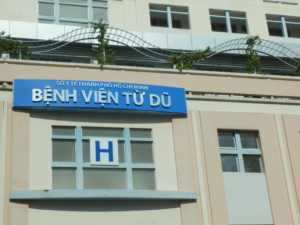 SỞ Y TẾ THÀNH PHỐ HỒ CHÍ MINH
BỆNH VIỆN TỪ DŨ
H